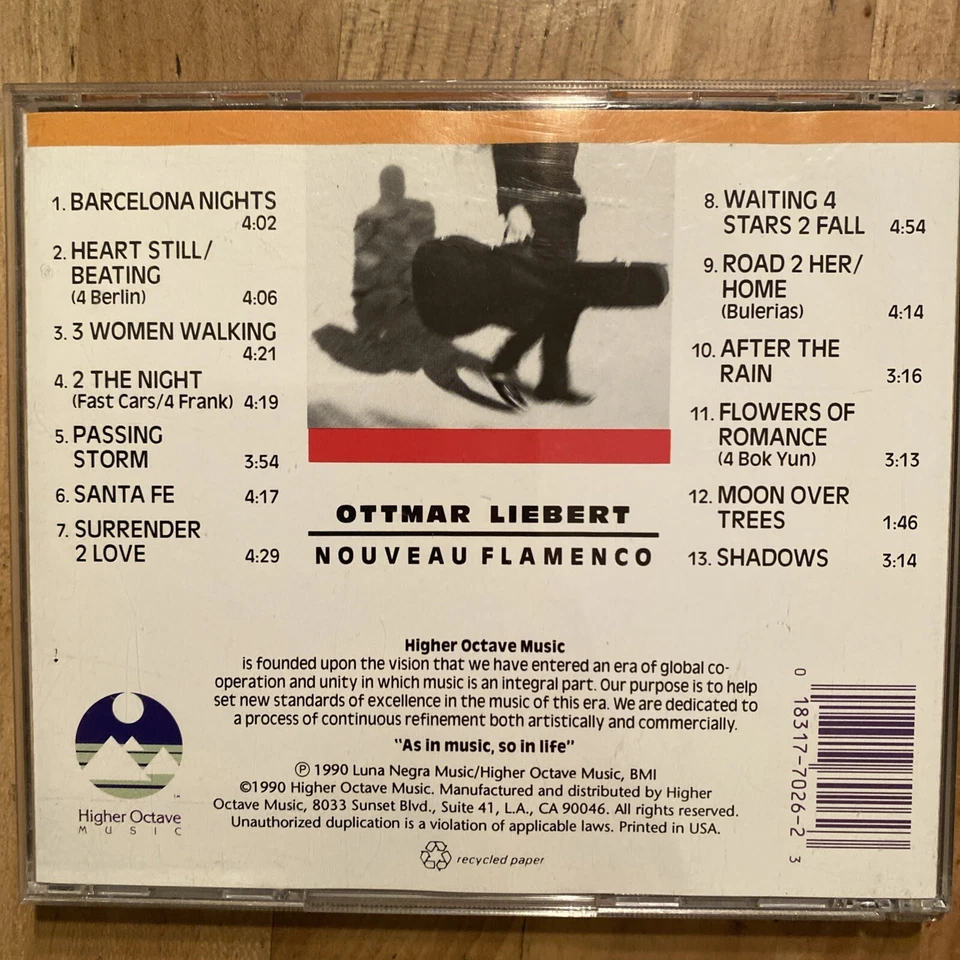 1. BARCELONA NIGHTS
4:02
2. HEART STILL/
BEATING
(4 Berlin) 4:06
3. 3 WOMEN WALKING
4:21
4. 2 THE NIGHT
(Fast Cars/4 Frank) 4:19
5. PASSING
STORM 3:54
6. SANTA FE 4:17
7. SURRENDER
2 LOVE 4:29
8. WAITING 4
STARS 2 FALL 4:54
9. ROAD 2 HER/
HOME
(Bulerias) 4:14
10. AFTER THE
RAIN 3:16
11. FLOWERS OF
ROMANCE
(4 Bok Yun) 3:13
12. MOON OVER
TREES 1:46
13. SHADOWS 3:14
OTTMAR LIEBERT
NOUVEAU FLAMENCO
Higher Octave Music
is founded upon the vision that we have entered an era of global co-
operation and unity in which music is an integral part. Our purpose is to help
set new standards of excellence in the music of this era. We are dedicated to
a process of continuous refinement both artistically and commercially.
"As in music, so in life"
℗ 1990 Luna Negra Music/Higher Octave Music, BMI
©1990 Higher Octave Music. Manufactured and distributed by Higher
Octave Music, 8033 Sunset Blvd., Suite 41, L.A., CA 90046. All rights reserved.
Unauthorized duplication is a violation of applicable laws. Printed in USA.
recycled paper
™
Higher Octave
MUSIC
0 18317-7026-2 3